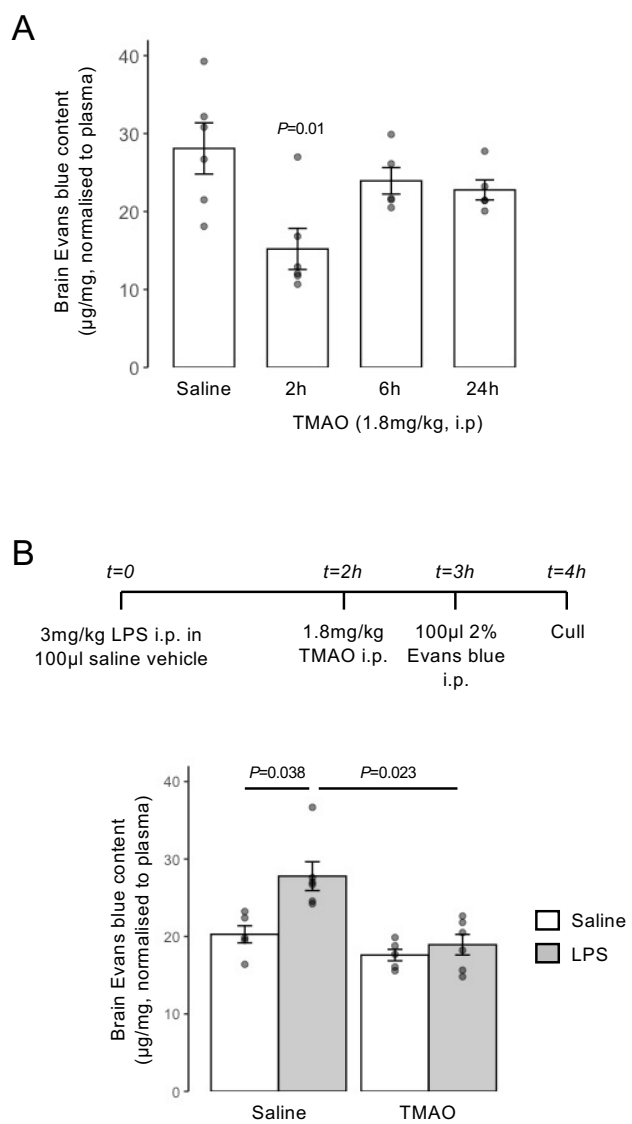 A
Brain Evans blue content
(µg/mg, normalised to plasma)
40
30
20
10
0
P=0.01
Saline
2h
6h
24h
TMAO (1.8mg/kg, i.p)
B
t=0
t=2h
t=3h
t=4h
3mg/kg LPS i.p. in
100µl saline vehicle
1.8mg/kg
TMAO i.p.
100µl 2%
Evans blue
i.p.
Cull
Brain Evans blue content
(µg/mg, normalised to plasma)
40
30
20
10
0
P=0.038
P=0.023
Saline
LPS
Saline
TMAO